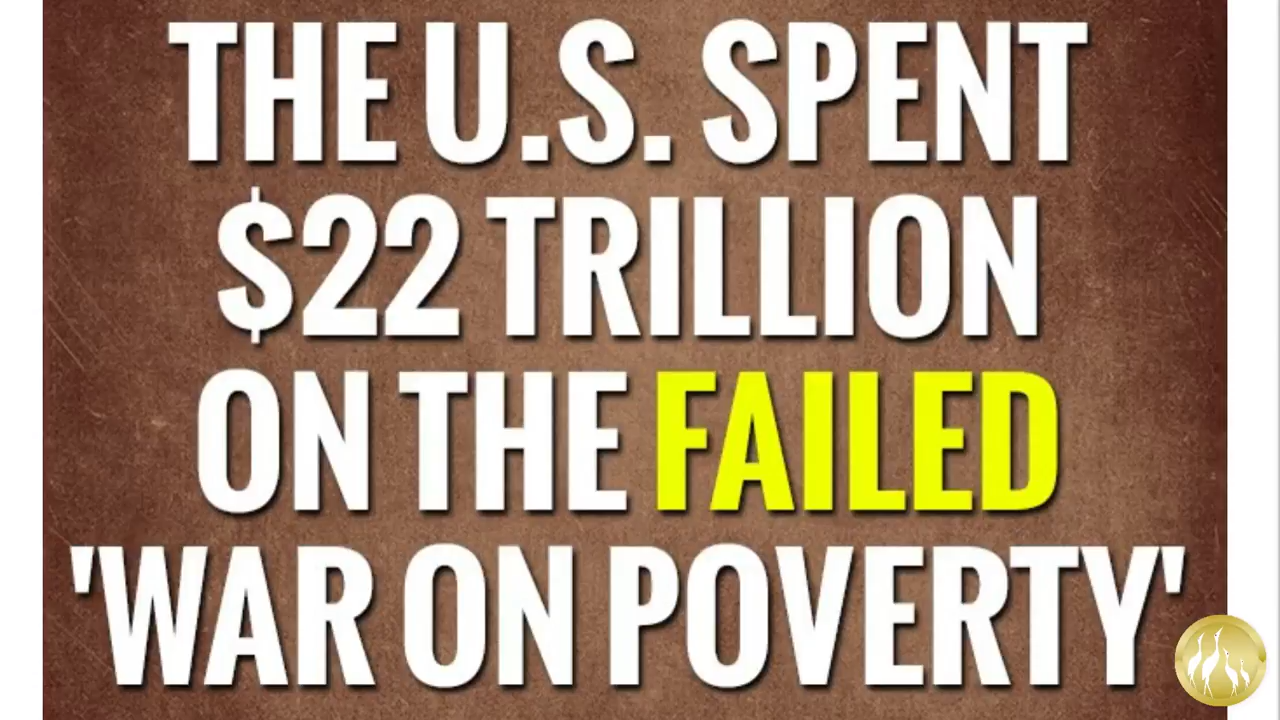 THE U.S. SPENT
$22 TRILLION
ON THE FAILED
'WAR ON POVERTY'